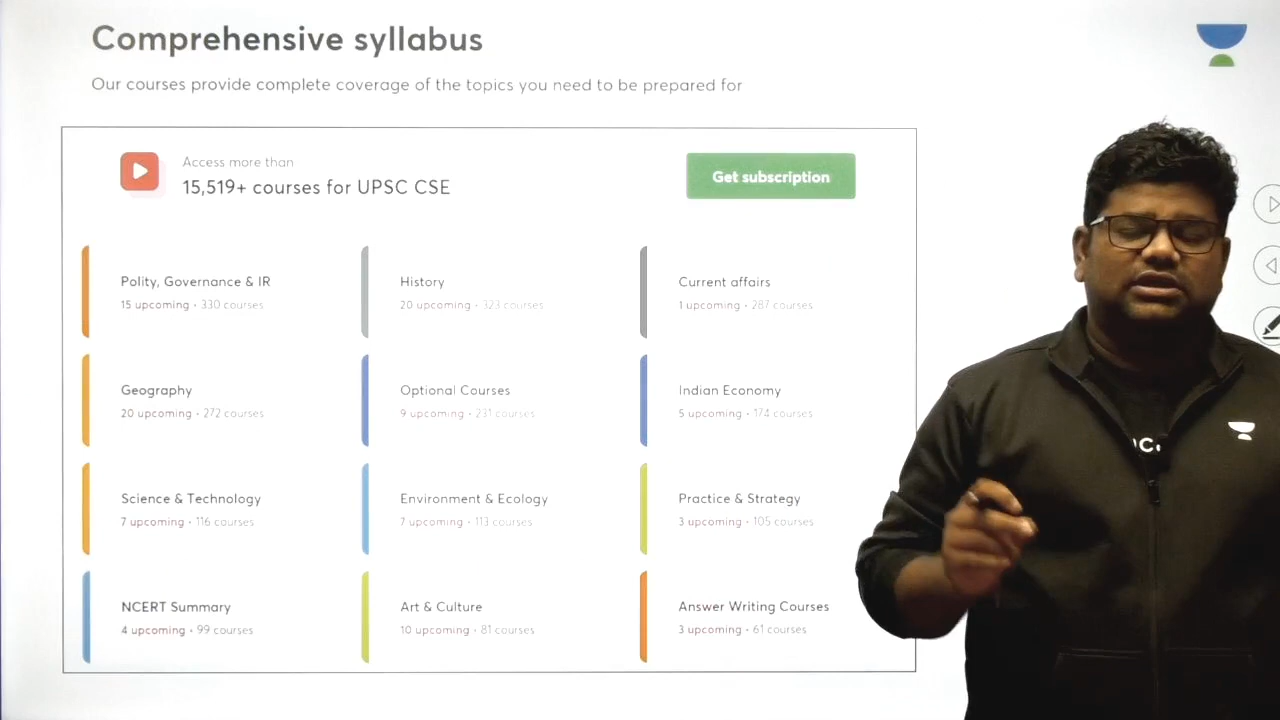 Comprehensive syllabus
Our courses provide complete coverage of the topics you need to be prepared for
Access more than
15,519+ courses for UPSC CSE
Get subscription
Polity, Governance & IR
15 upcoming • 330 courses
History
20 upcoming • 323 courses
Current affairs
1 upcoming • 287 courses
Geography
20 upcoming • 272 courses
Optional Courses
9 upcoming • 231 courses
Indian Economy
5 upcoming • 174 courses
Science & Technology
7 upcoming • 116 courses
Environment & Ecology
7 upcoming • 113 courses
Practice & Strategy
3 upcoming • 105 courses
NCERT Summary
4 upcoming • 99 courses
Art & Culture
10 upcoming • 81 courses
Answer Writing Courses
3 upcoming • 61 courses